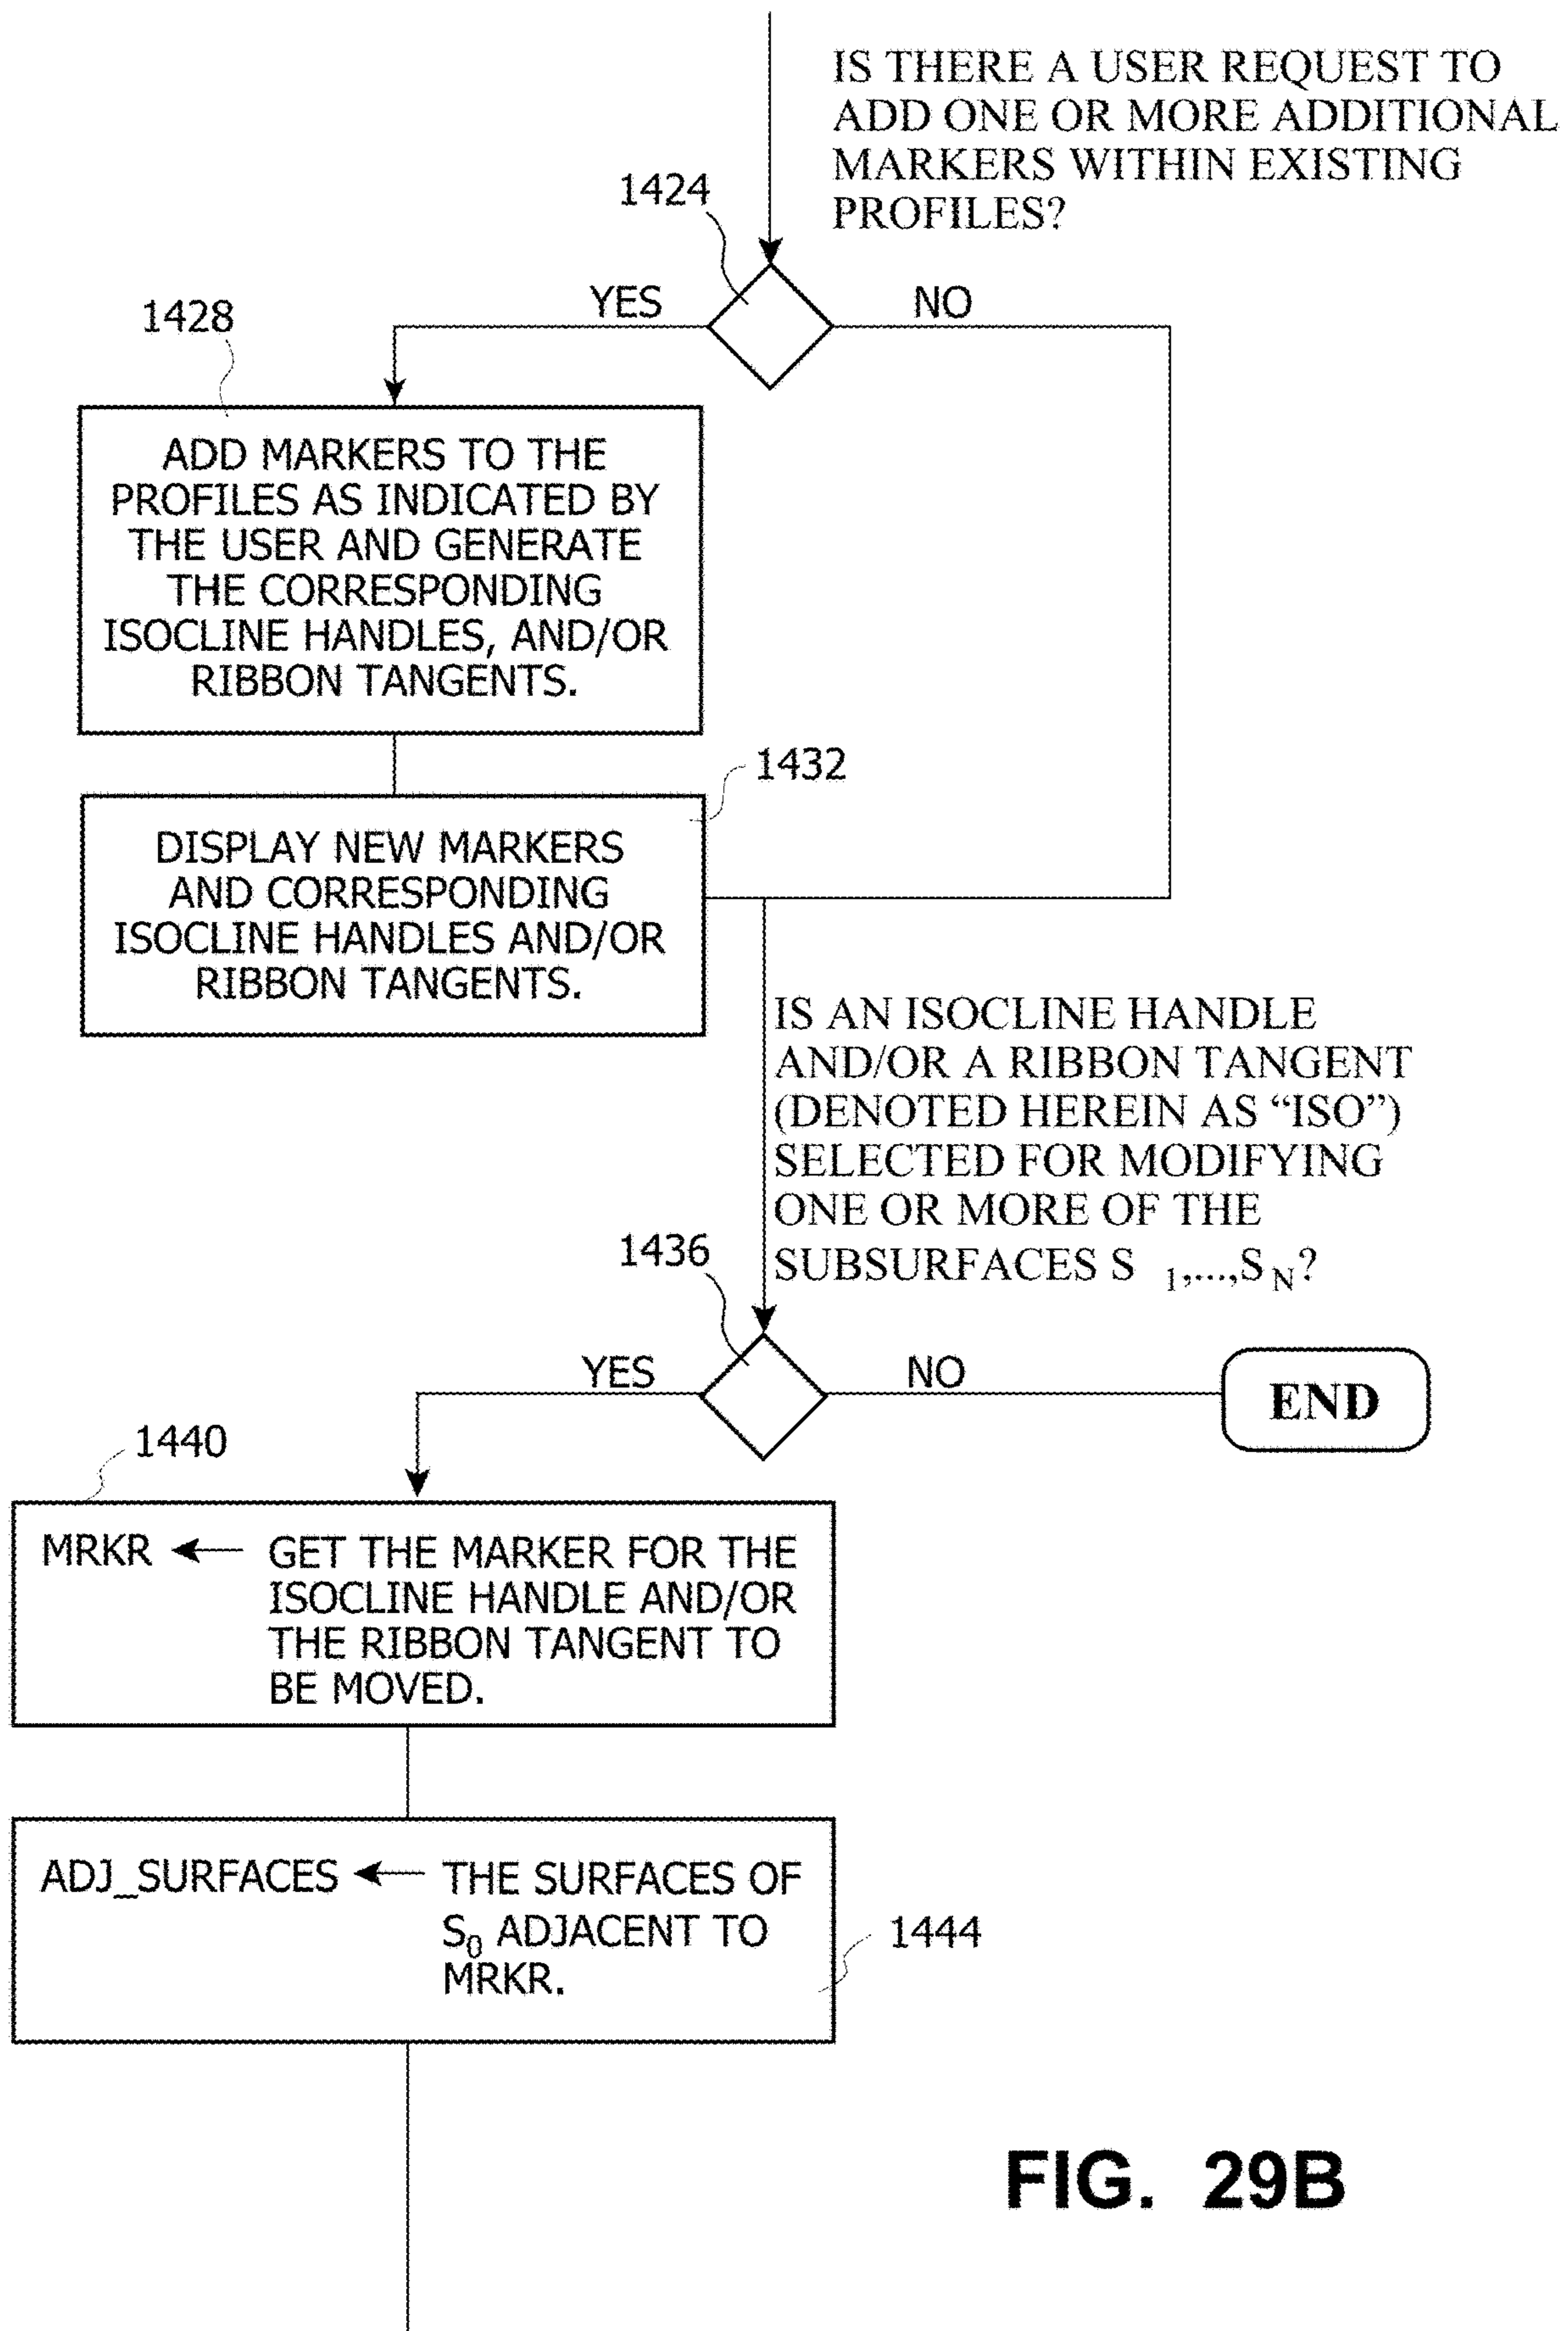 IS THERE A USER REQUEST TO
ADD ONE OR MORE ADDITIONAL
MARKERS WITHIN EXISTING
PROFILES?
1424
YES
NO
1428
ADD MARKERS TO THE
PROFILES AS INDICATED BY
THE USER AND GENERATE
THE CORRESPONDING
ISOCLINE HANDLES, AND/OR
RIBBON TANGENTS.
1432
DISPLAY NEW MARKERS
AND CORRESPONDING
ISOCLINE HANDLES AND/OR
RIBBON TANGENTS.
IS AN ISOCLINE HANDLE
AND/OR A RIBBON TANGENT
(DENOTED HEREIN AS “ISO”)
SELECTED FOR MODIFYING
ONE OR MORE OF THE
SUBSURFACES S 1,...,S N?
1436
YES
NO
END
1440
MRKR ← GET THE MARKER FOR THE
ISOCLINE HANDLE AND/OR
THE RIBBON TANGENT TO
BE MOVED.
ADJ_SURFACES ← THE SURFACES OF
S0 ADJACENT TO
MRKR.
1444
FIG. 29B